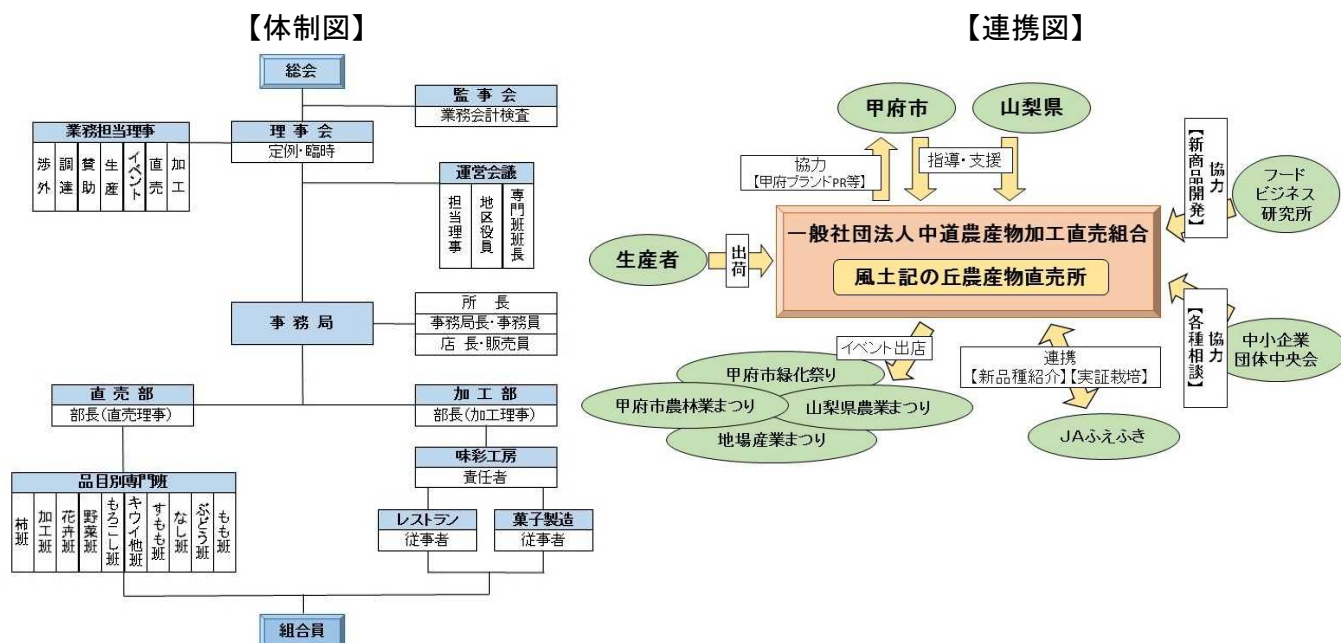 【体制図】
総会
監事会
業務会計検査
業務担当理事
渉外
調達
賛助
生産
イベント
直売
加工
理事会
定例・臨時
運営会議
担当理事
地区役員
専門班班長
事務局
所長
事務局長・事務員
店長・販売員
直売部
部長(直売理事)
加工部
部長(加工理事)
味彩工房
責任者
品目別専門班
柿班
加工班
花卉班
野菜班
もろこし班
キウイ他班
すもも班
なし班
ぶどう班
もも班
レストラン
従事者
菓子製造
従事者
組合員
【連携図】
甲府市
山梨県
協力
【甲府ブランドPR等】
指導・支援
協力
【新商品開発】
フード
ビジネス
研究所
生産者
出荷
一般社団法人中道農産物加工直売組合
風土記の丘農産物直売所
協力
【各種相談】
中小企業
団体中央会
イベント出店
連携
【新品種紹介】【実証栽培】
甲府市緑化祭り
甲府市農林業まつり
山梨県農業まつり
地場産業まつり
JAふえふき